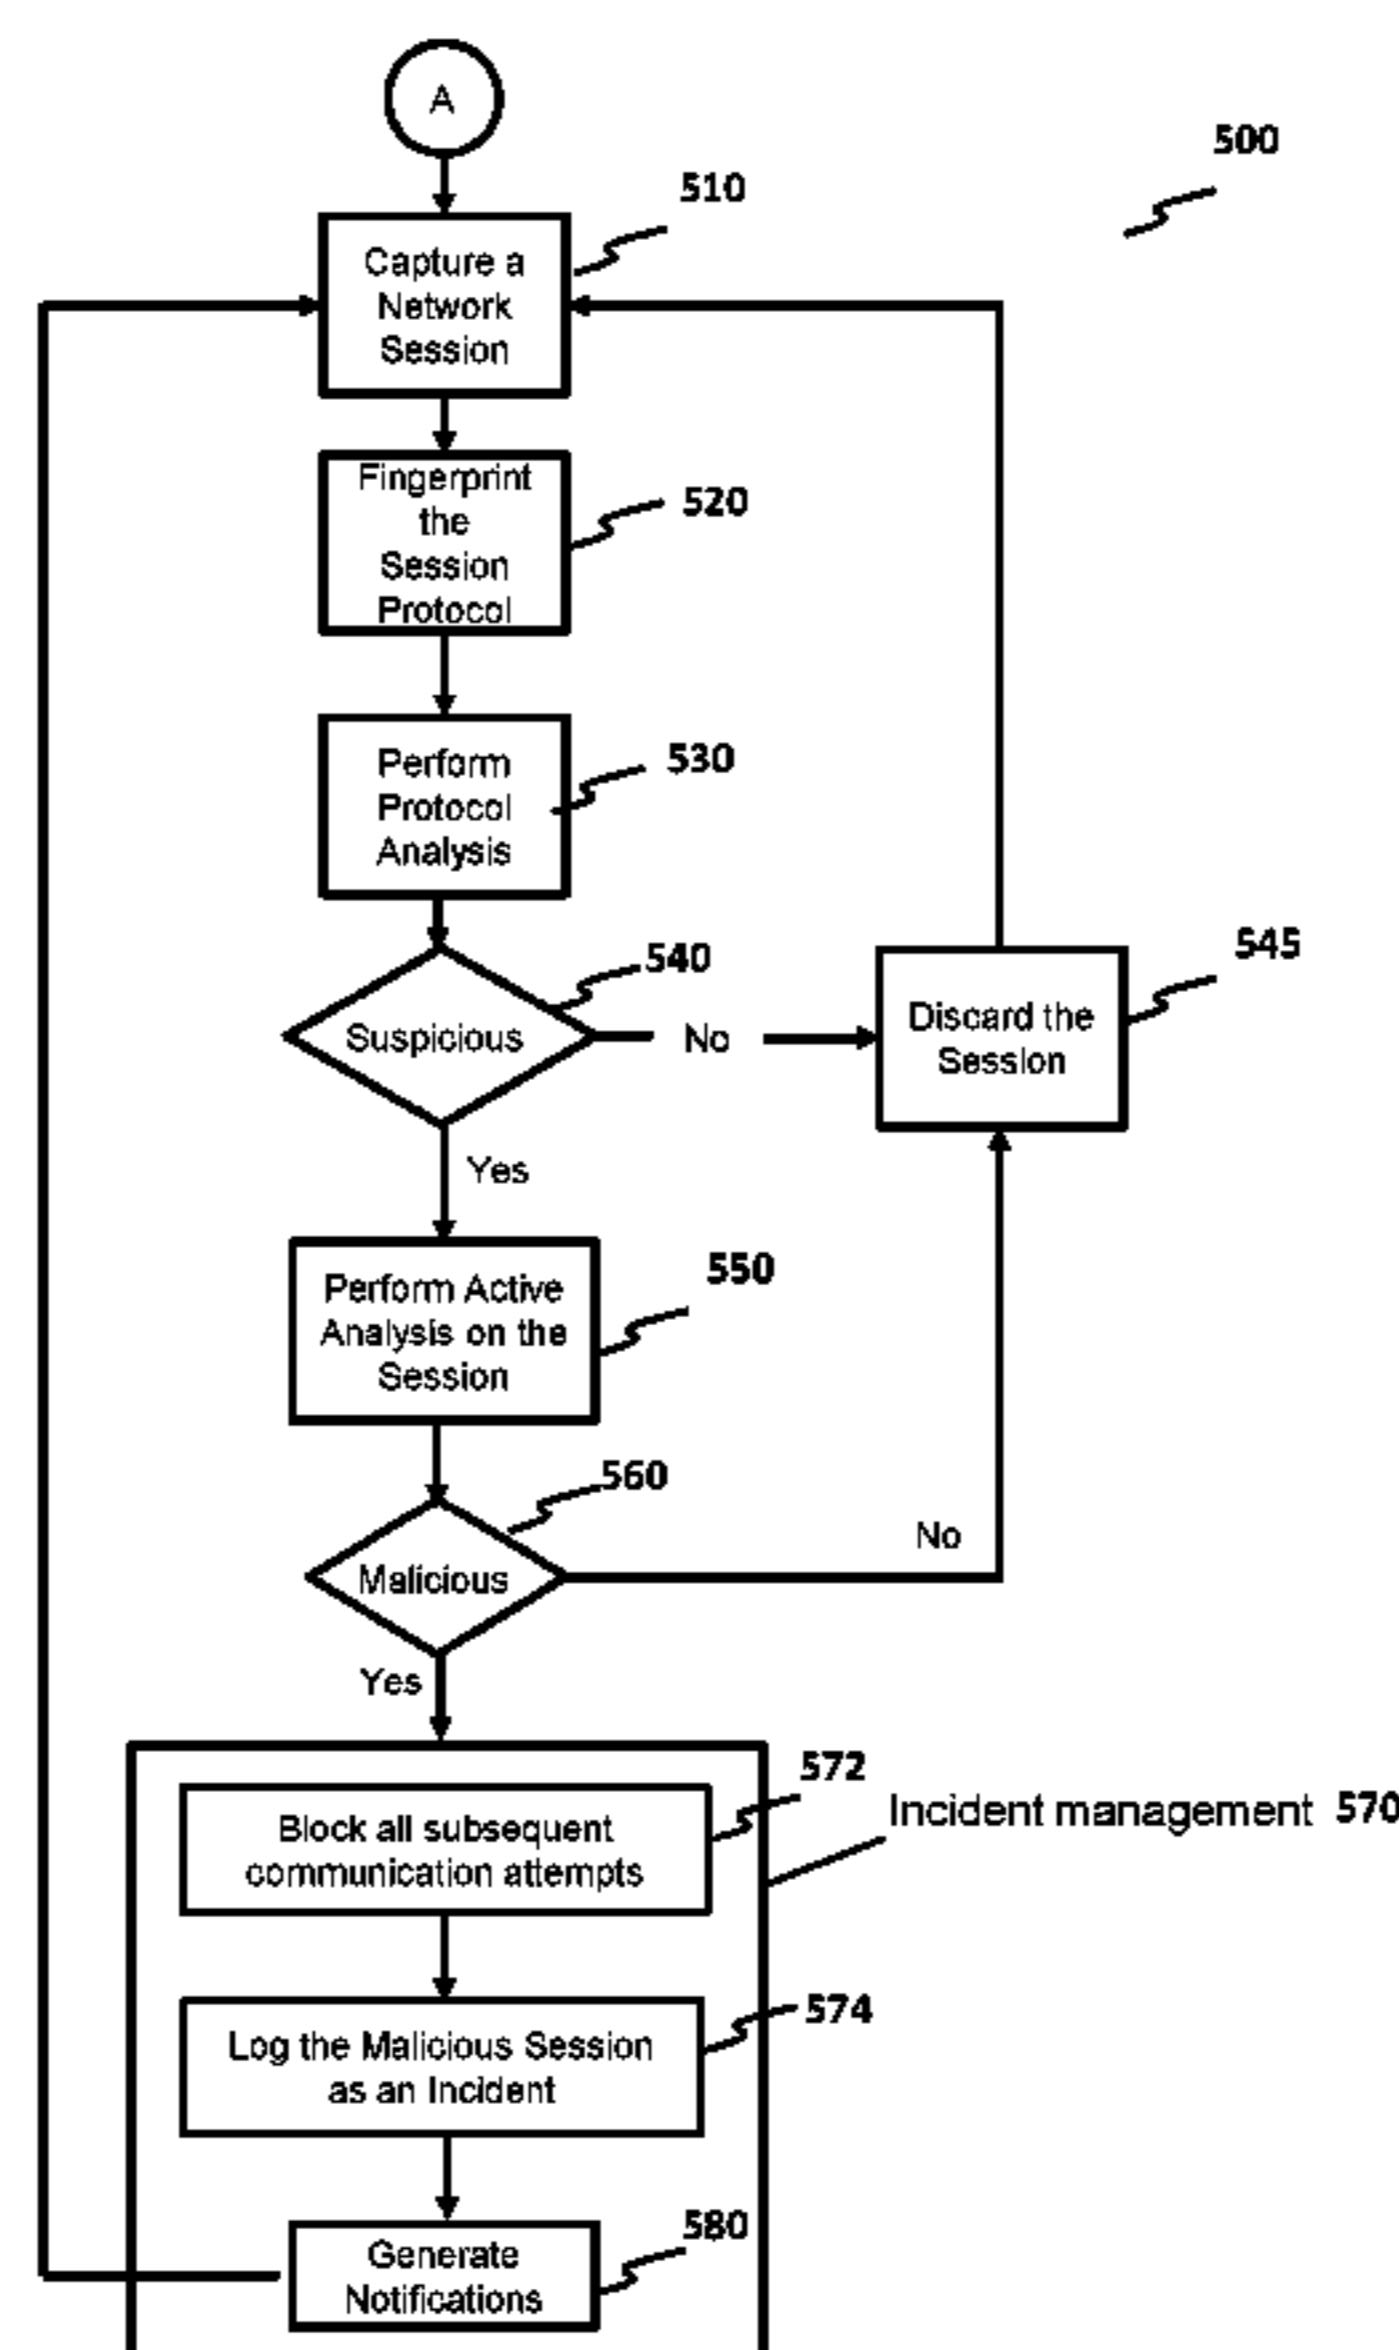 A
500
510
Capture a
Network
Session
Fingerprint
the
Session
Protocol
520
Perform
Protocol
Analysis
530
540
Suspicious
No
545
Discard the
Session
Yes
Perform Active
Analysis on the
Session
550
560
Malicious
No
Yes
572
Block all subsequent
communication attempts
Incident management 570
Log the Malicious Session
as an Incident
574
580
Generate
Notifications